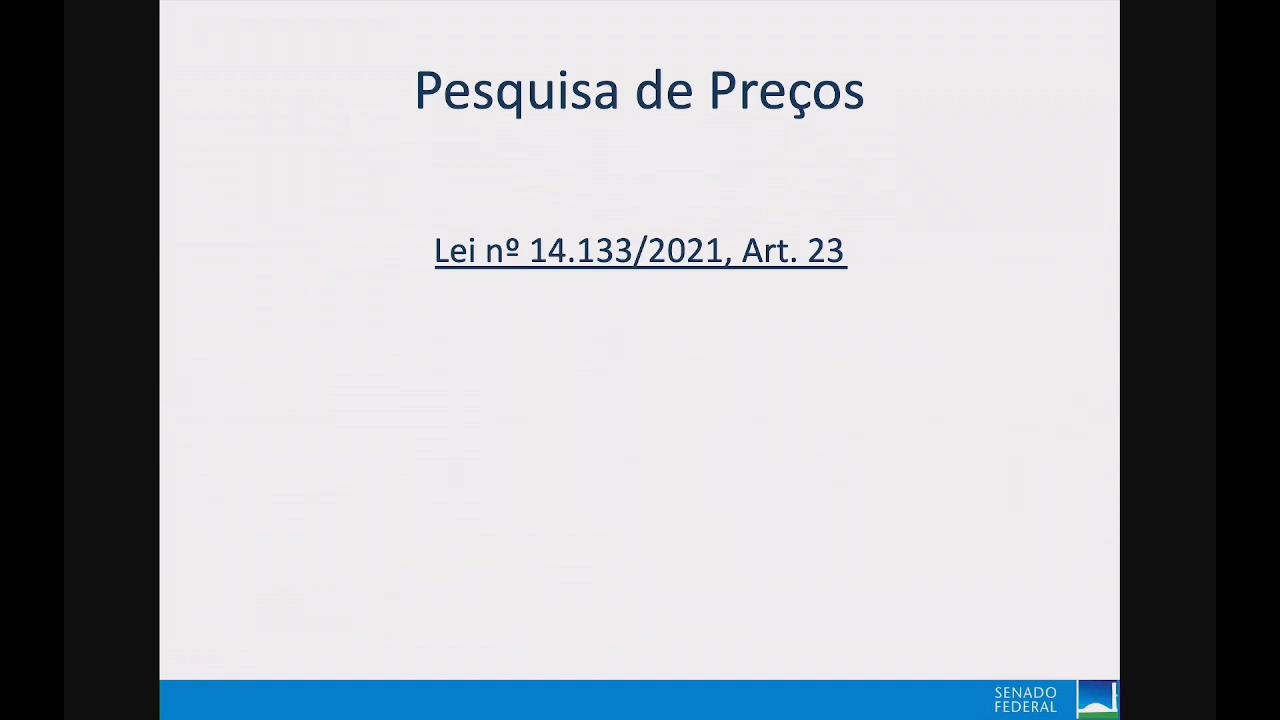 Pesquisa de Preços
Lei nº 14.133/2021, Art. 23
SENADO
FEDERAL